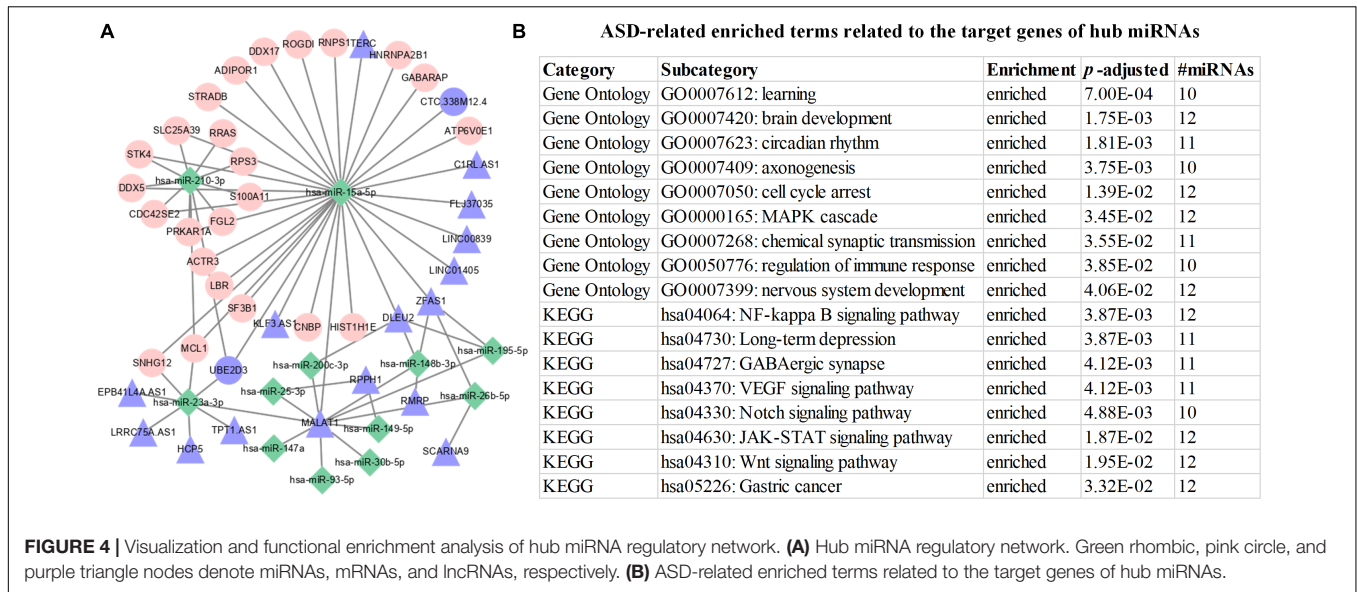 A
ROGDI
RNPS1
TERC
DDX17
HNRNPA2B1
ADIPOR1
GABARAP
STRADB
CTC.338M12.4
SLC25A39
RRAS
ATP6V0E1
STK4
RPS3
C1RL.AS1
hsa-miR-210-3p
DDX5
S100A11
hsa-miR-15a-5p
FLJ37035
CDC42SE2
FGL2
PRKAR1A
LINC00839
ACTR3
LINC01405
LBR
ZFAS1
SF3B1
KLF3.AS1
CNBP
HIST1H1E
DLEU2
MCL1
hsa-miR-195-5p
SNHG12
UBE2D3
hsa-miR-200c-3p
hsa-miR-148b-3p
EPB41L4A.AS1
hsa-miR-25-3p
RPPH1
hsa-miR-23a-3p
RMRP
hsa-miR-26b-5p
LRRC75A.AS1
TPT1.AS1
MALAT1
hsa-miR-149-5p
HCP5
hsa-miR-147a
SCARNA9
hsa-miR-30b-5p
hsa-miR-93-5p
B
ASD-related enriched terms related to the target genes of hub miRNAs
Category Subcategory Enrichment p -adjusted #miRNAs
Gene Ontology GO0007612: learning enriched 7.00E-04 10
Gene Ontology GO0007420: brain development enriched 1.75E-03 12
Gene Ontology GO0007623: circadian rhythm enriched 1.81E-03 11
Gene Ontology GO0007409: axonogenesis enriched 3.75E-03 10
Gene Ontology GO0007050: cell cycle arrest enriched 1.39E-02 12
Gene Ontology GO0000165: MAPK cascade enriched 3.45E-02 12
Gene Ontology GO0007268: chemical synaptic transmission enriched 3.55E-02 11
Gene Ontology GO0050776: regulation of immune response enriched 3.85E-02 10
Gene Ontology GO0007399: nervous system development enriched 4.06E-02 12
KEGG hsa04064: NF-kappa B signaling pathway enriched 3.87E-03 12
KEGG hsa04730: Long-term depression enriched 3.87E-03 11
KEGG hsa04727: GABAergic synapse enriched 4.12E-03 11
KEGG hsa04370: VEGF signaling pathway enriched 4.12E-03 11
KEGG hsa04330: Notch signaling pathway enriched 4.88E-03 10
KEGG hsa04630: JAK-STAT signaling pathway enriched 1.87E-02 12
KEGG hsa04310: Wnt signaling pathway enriched 1.95E-02 12
KEGG hsa05226: Gastric cancer enriched 3.32E-02 12
FIGURE 4 | Visualization and functional enrichment analysis of hub miRNA regulatory network. (A) Hub miRNA regulatory network. Green rhombic, pink circle, and
purple triangle nodes denote miRNAs, mRNAs, and lncRNAs, respectively. (B) ASD-related enriched terms related to the target genes of hub miRNAs.